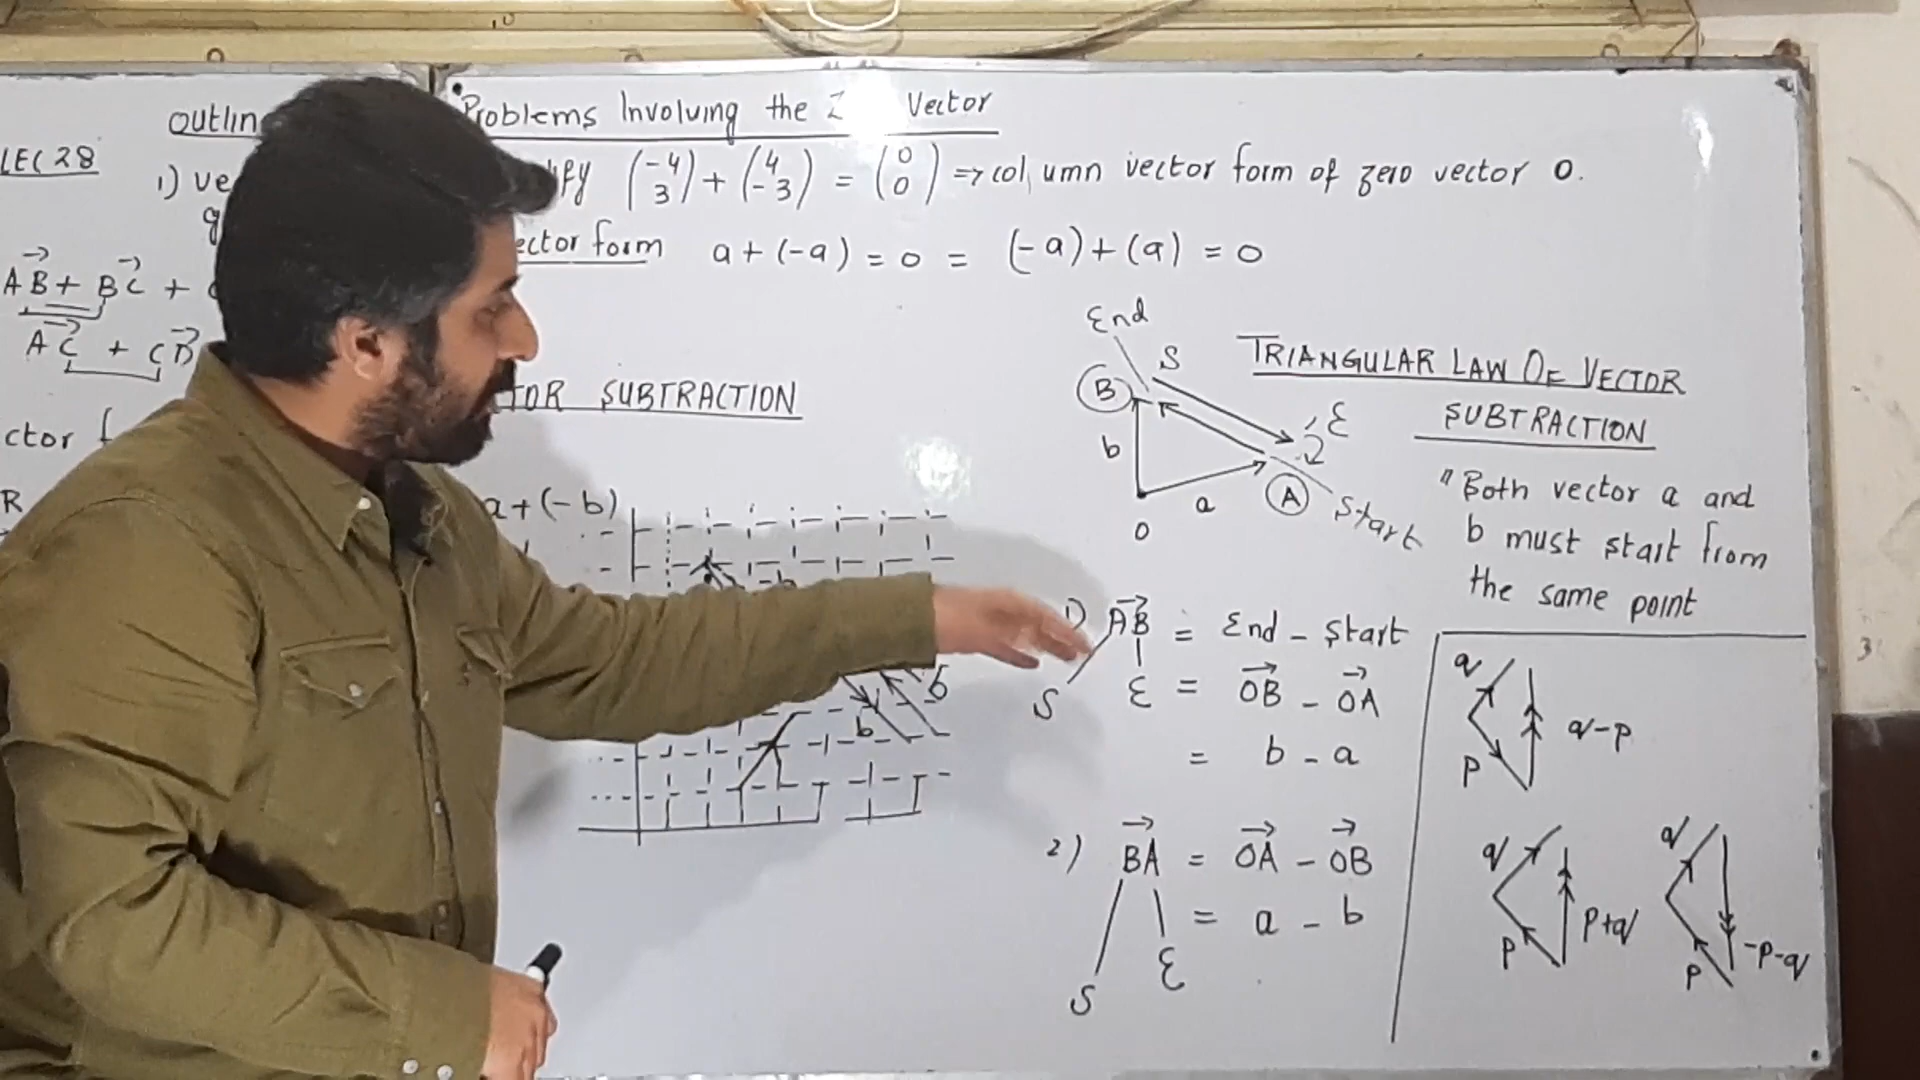 LEC 28
Outlin
1) ve
AB + BC +
AC + CD
ctor f
R
Problems Involving the Z Vector
(-4 3) + (4 -3) = (0 0) => column vector form of zero vector 0.
ector form a + (-a) = 0 = (-a) + (a) = 0
TOR SUBTRACTION
a + (-b)
-b
b
b
End
S
B
E
b
a
A
Start
O
TRIANGULAR LAW OF VECTOR
SUBTRACTION
"Both vector a and
b must start from
the same point
1) AB = End - Start
S E = OB - OA
= b - a
2) BA = OA - OB
= a - b
S E
q
p
q-p
q
p
p+q
q
p
-p-q